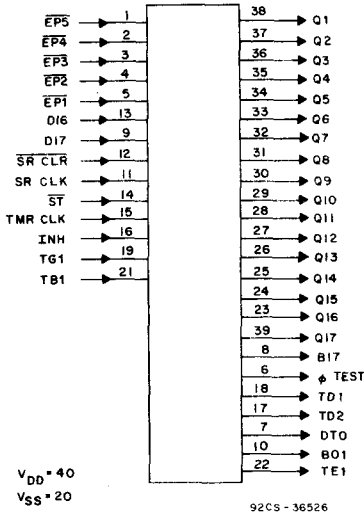 EP5 1
EP4 2
EP3 3
EP2 4
EP1 5
DI6 13
DI7 9
SR CLR 12
SR CLK 11
ST 14
TMR CLK 15
INH 16
TG1 19
TB1 21
38 Q1
37 Q2
36 Q3
35 Q4
34 Q5
33 Q6
32 Q7
31 Q8
30 Q9
29 Q10
28 Q11
27 Q12
26 Q13
25 Q14
24 Q15
23 Q16
39 Q17
8 B17
6 ϕ TEST
18 TD1
17 TD2
7 DTO
10 BO1
22 TE1
VDD = 40
VSS = 20
92CS-36526